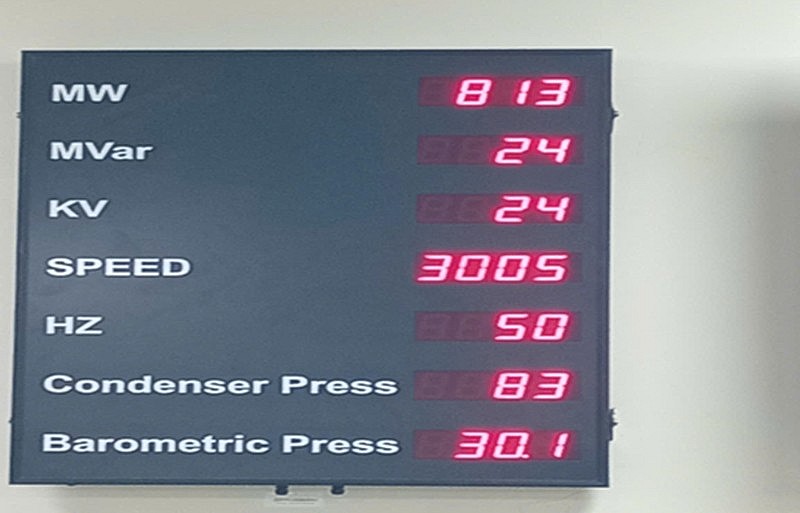 MW 813
MVar 24
KV 24
SPEED 3005
HZ 50
Condenser Press 83
Barometric Press 30.1